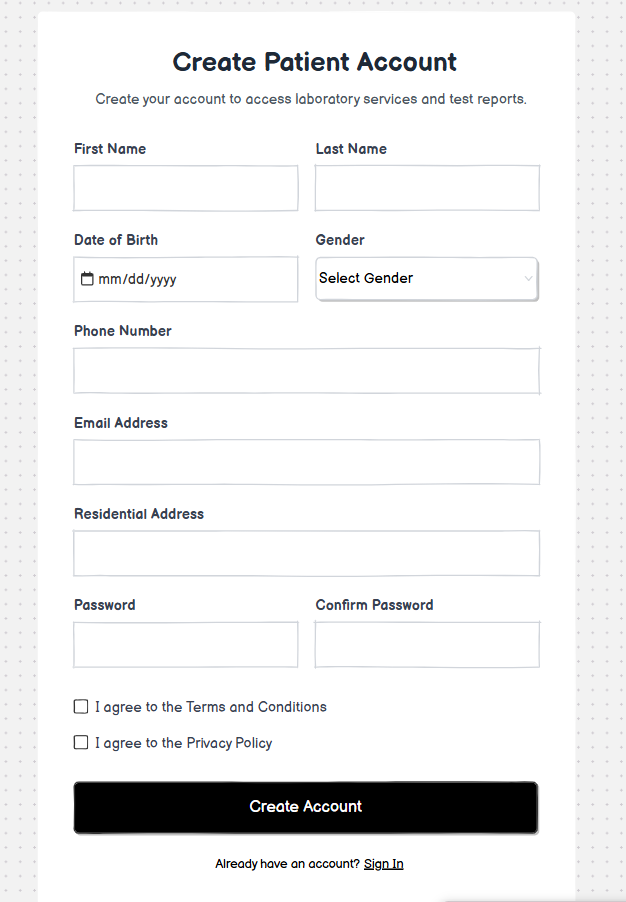 Create Patient Account
Create your account to access laboratory services and test reports.
First Name Last Name
Date of Birth Gender
mm/dd/yyyy Select Gender
Phone Number
Email Address
Residential Address
Password Confirm Password
I agree to the Terms and Conditions
I agree to the Privacy Policy
Create Account
Already have an account? Sign In